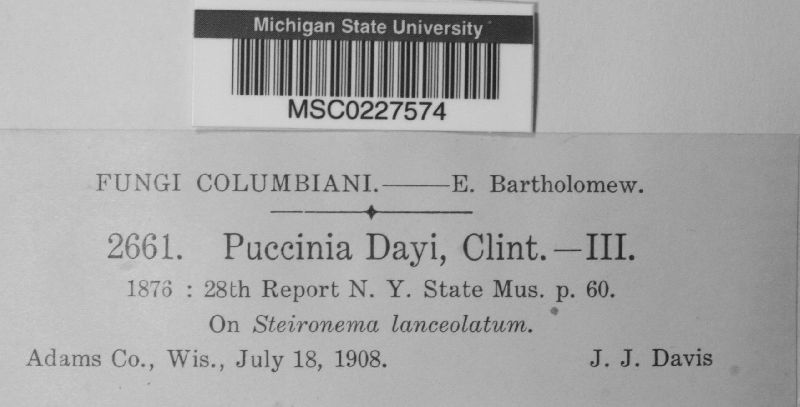 Michigan State University
MSC0227574
FUNGI COLUMBIANI.——E. Bartholomew.
2661. Puccinia Dayi, Clint.—III.
1876 : 28th Report N. Y. State Mus. p. 60.
On Steironema lanceolatum.
Adams Co., Wis., July 18, 1908. J. J. Davis